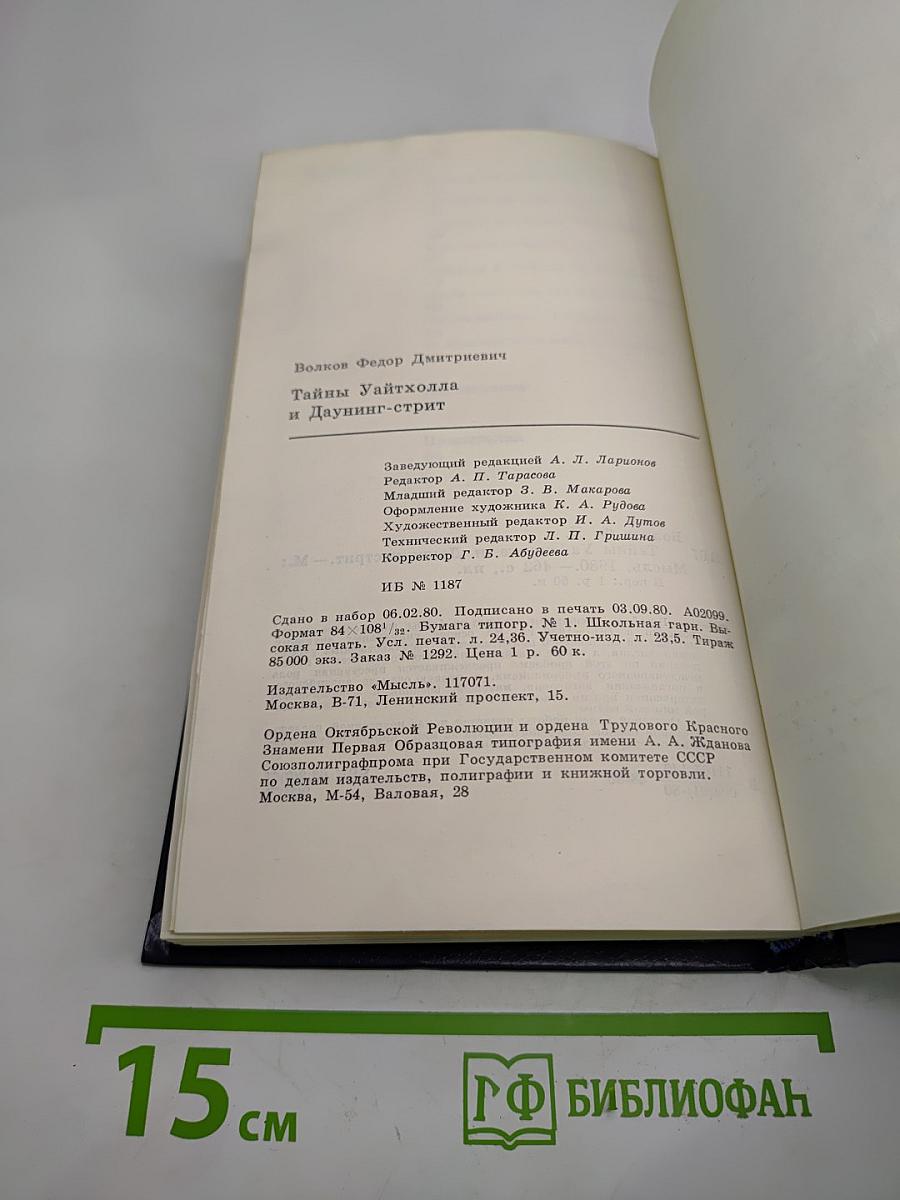 Волков Федор Дмитриевич
Тайны Уайтхолла
и Даунинг-стрит
Заведующий редакцией А. Л. Ларионов
Редактор А. П. Тарасова
Младший редактор З. В. Макарова
Оформление художника К. А. Рудова
Художественный редактор И. А. Дутов
Технический редактор Л. П. Гришина
Корректор Г. Б. Абудеева
ИБ № 1187
Сдано в набор 06.02.80. Подписано в печать 03.09.80. А02099.
Формат 84×108¹/₃₂. Бумага типогр. № 1. Школьная гарн. Вы-
сокая печать. Усл. печат. л. 24,36. Учетно-изд. л. 23,5. Тираж
85 000 экз. Заказ № 1292. Цена 1 р. 60 к.
Издательство «Мысль». 117071.
Москва, В-71, Ленинский проспект, 15.
Ордена Октябрьской Революции и ордена Трудового Красного
Знамени Первая Образцовая типография имени А. А. Жданова
Союзполиграфпрома при Государственном комитете СССР
по делам издательств, полиграфии и книжной торговли.
Москва, М-54, Валовая, 28
15 см
БИБЛИОФАН